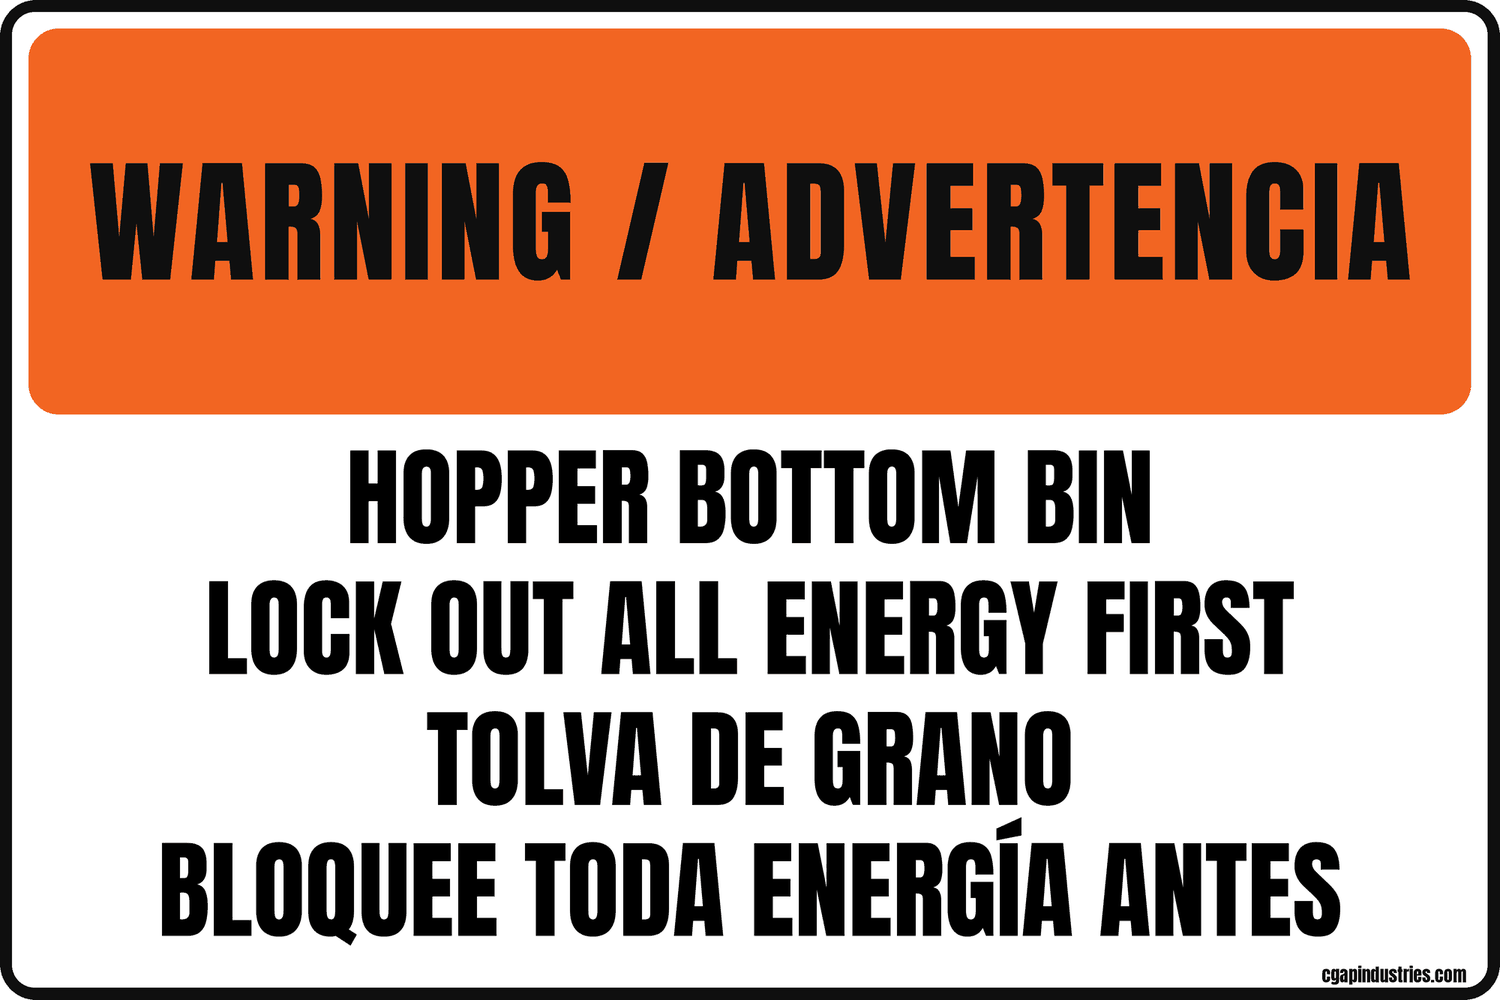 WARNING / ADVERTENCIA
HOPPER BOTTOM BIN
LOCK OUT ALL ENERGY FIRST
TOLVA DE GRANO
BLOQUEE TODA ENERGÍA ANTES
cgapindustries.com